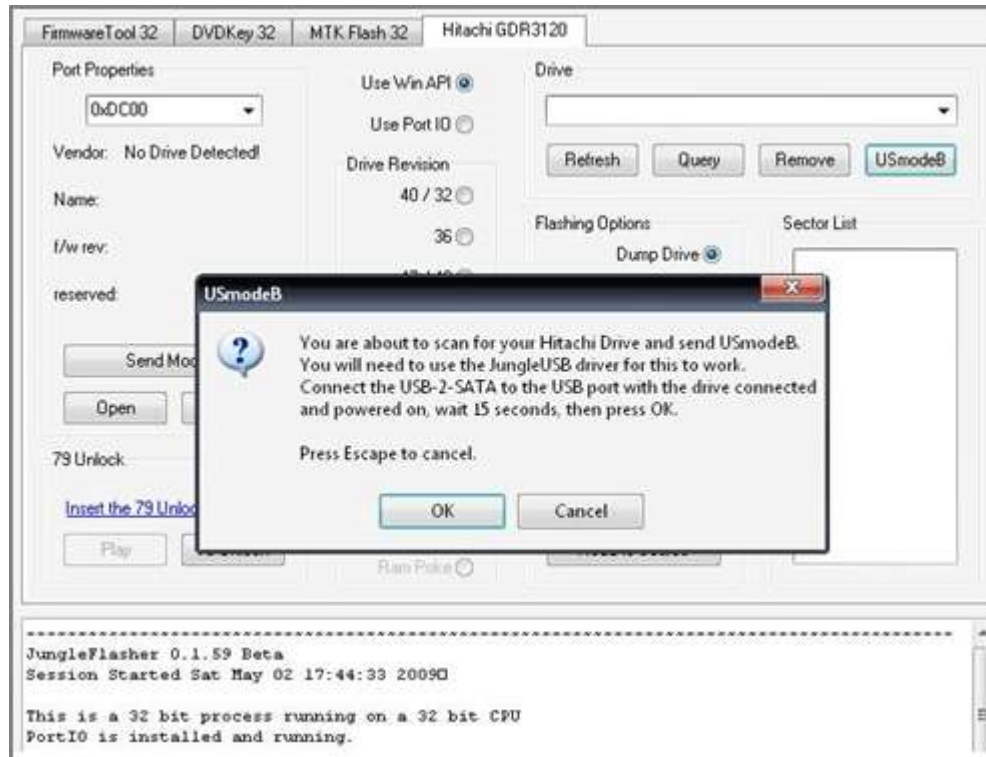 FirmwareTool 32
DVDKey 32
MTK Flash 32
Hitachi GDR3120
Port Properties
0xDC00
Vendor: No Drive Detected!
Name:
f/w rev:
reserved:
Send
Open
79 Unlock
Insert the 79
Play
Use Win API
Use Port IO
Drive Revision
40 / 32
36
Ram Poke
Drive
Refresh
Query
Remove
USmodeB
Flashing Options
Dump Drive
Sector List
USmodeB
You are about to scan for your Hitachi Drive and send USmodeB.
You will need to use the JungleUSB driver for this to work.
Connect the USB-2-SATA to the USB port with the drive connected
and powered on, wait 15 seconds, then press OK.
Press Escape to cancel.
OK
Cancel
JungleFlasher 0.1.59 Beta
Session Started Sat May 02 17:44:33 2009
This is a 32 bit process running on a 32 bit CPU
PortIO is installed and running.